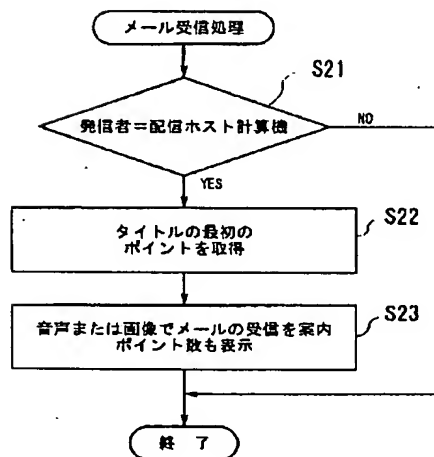 メール受信処理
S21
発信者=配信ホスト計算機
NO
YES
S22
タイトルの最初の
ポイントを取得
S23
音声または画像でメールの受信を案内
ポイント数も表示
終 了